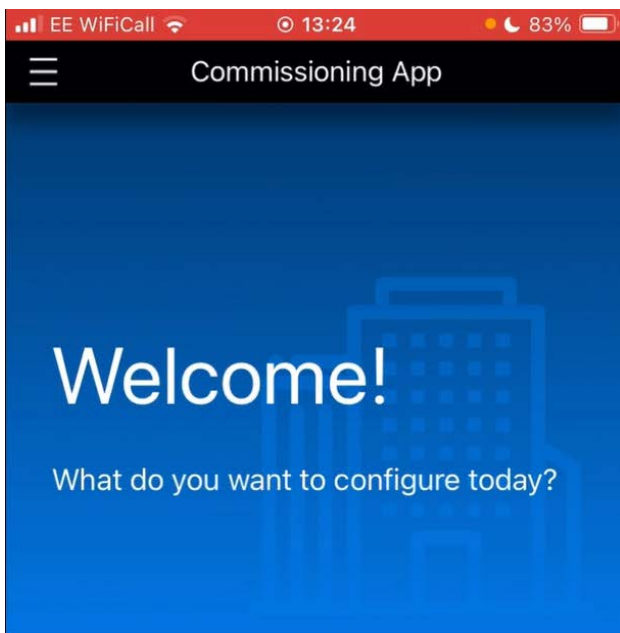 EE WiFiCall 13:24 83%
Commissioning App
Welcome!
What do you want to configure today?